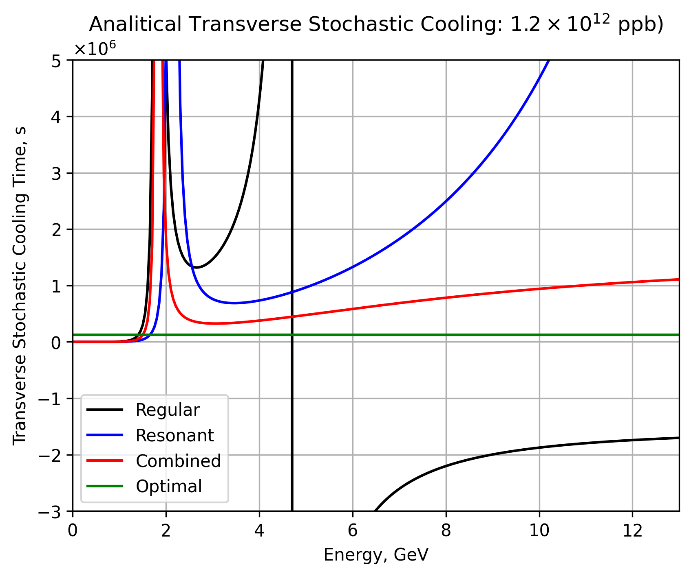 Analitical Transverse Stochastic Cooling: 1.2 × 10¹² ppb)
×10⁶
5
4
3
2
1
0
−1
−2
−3
Transverse Stochastic Cooling Time, s
Regular
Resonant
Combined
Optimal
0 2 4 6 8 10 12
Energy, GeV